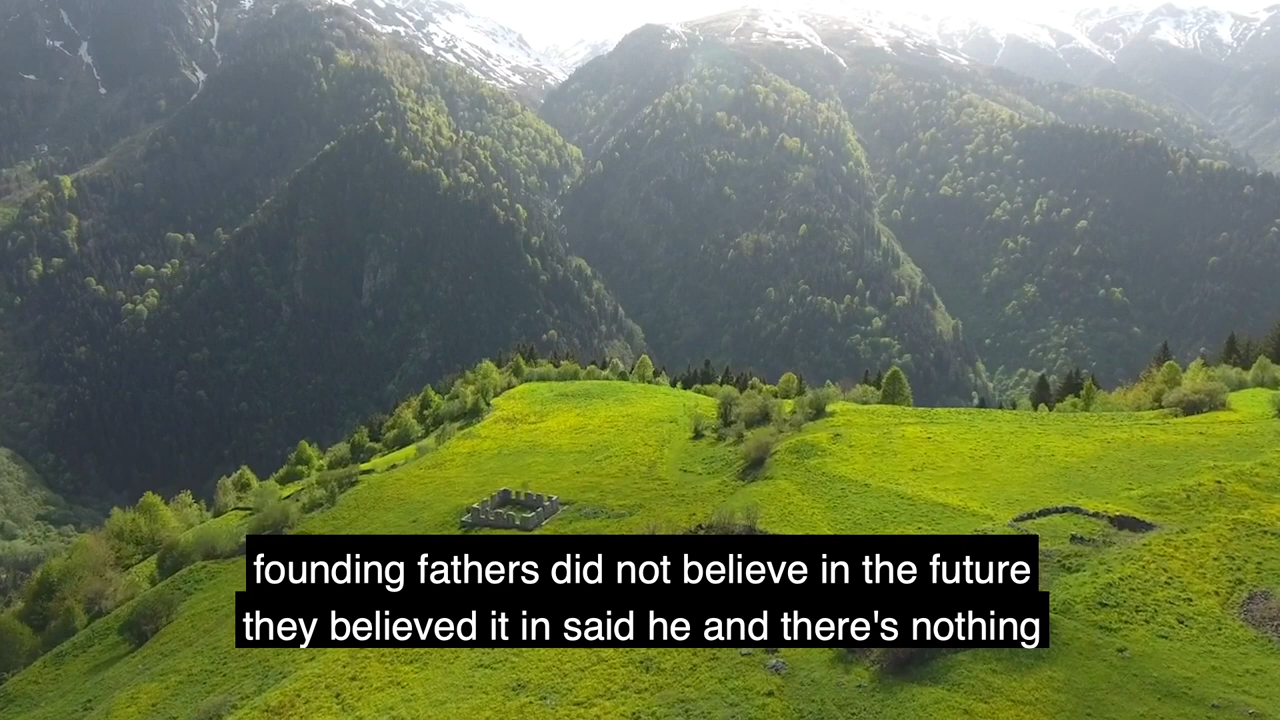 founding fathers did not believe in the future
they believed it in said he and there's nothing